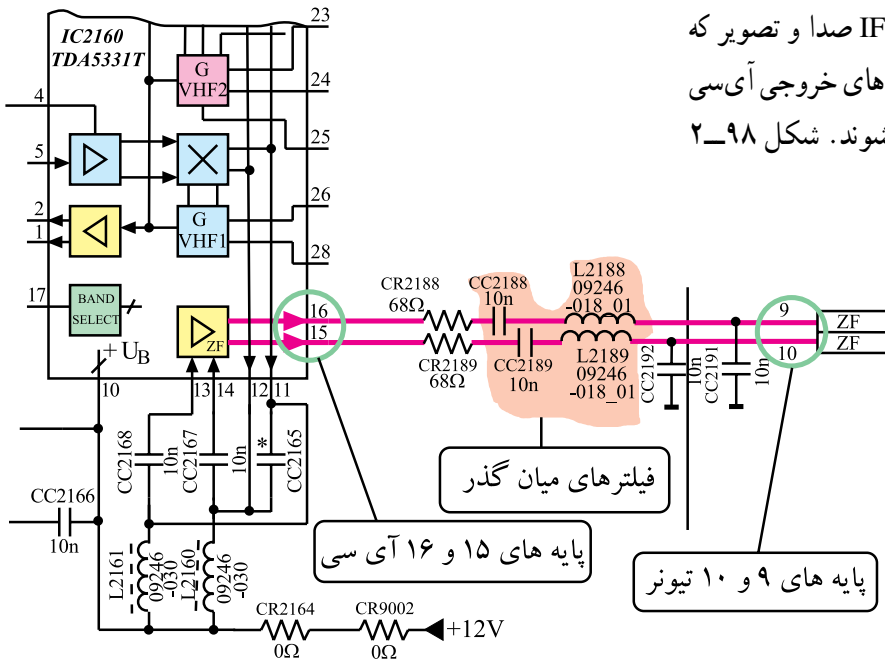 IF صدا و تصویر که
های خروجی آی‌سی
شوند. شکل ۹۸ــ۲
IC2160
TDA5331T
23
24
25
26
28
4
5
2
1
17
G
VHF2
G
VHF1
BAND
SELECT
+ U_B
10
ZF
16
15
13
14
12
11
CR2188
68Ω
CC2188
10n
L2188
09246
-018_01
CR2189
68Ω
CC2189
10n
L2189
09246
-018_01
CC2192
10n
CC2191
10n
9
ZF
10
ZF
CC2168
10n
CC2167
10n
*
CC2165
CC2166
10n
L2161
09246
-030
L2160
09246
-030
CR2164
0Ω
CR9002
0Ω
+12V
فیلترهای میان گذر
پایه های ۱۵ و ۱۶ آی سی
پایه های ۹ و ۱۰ تیونر